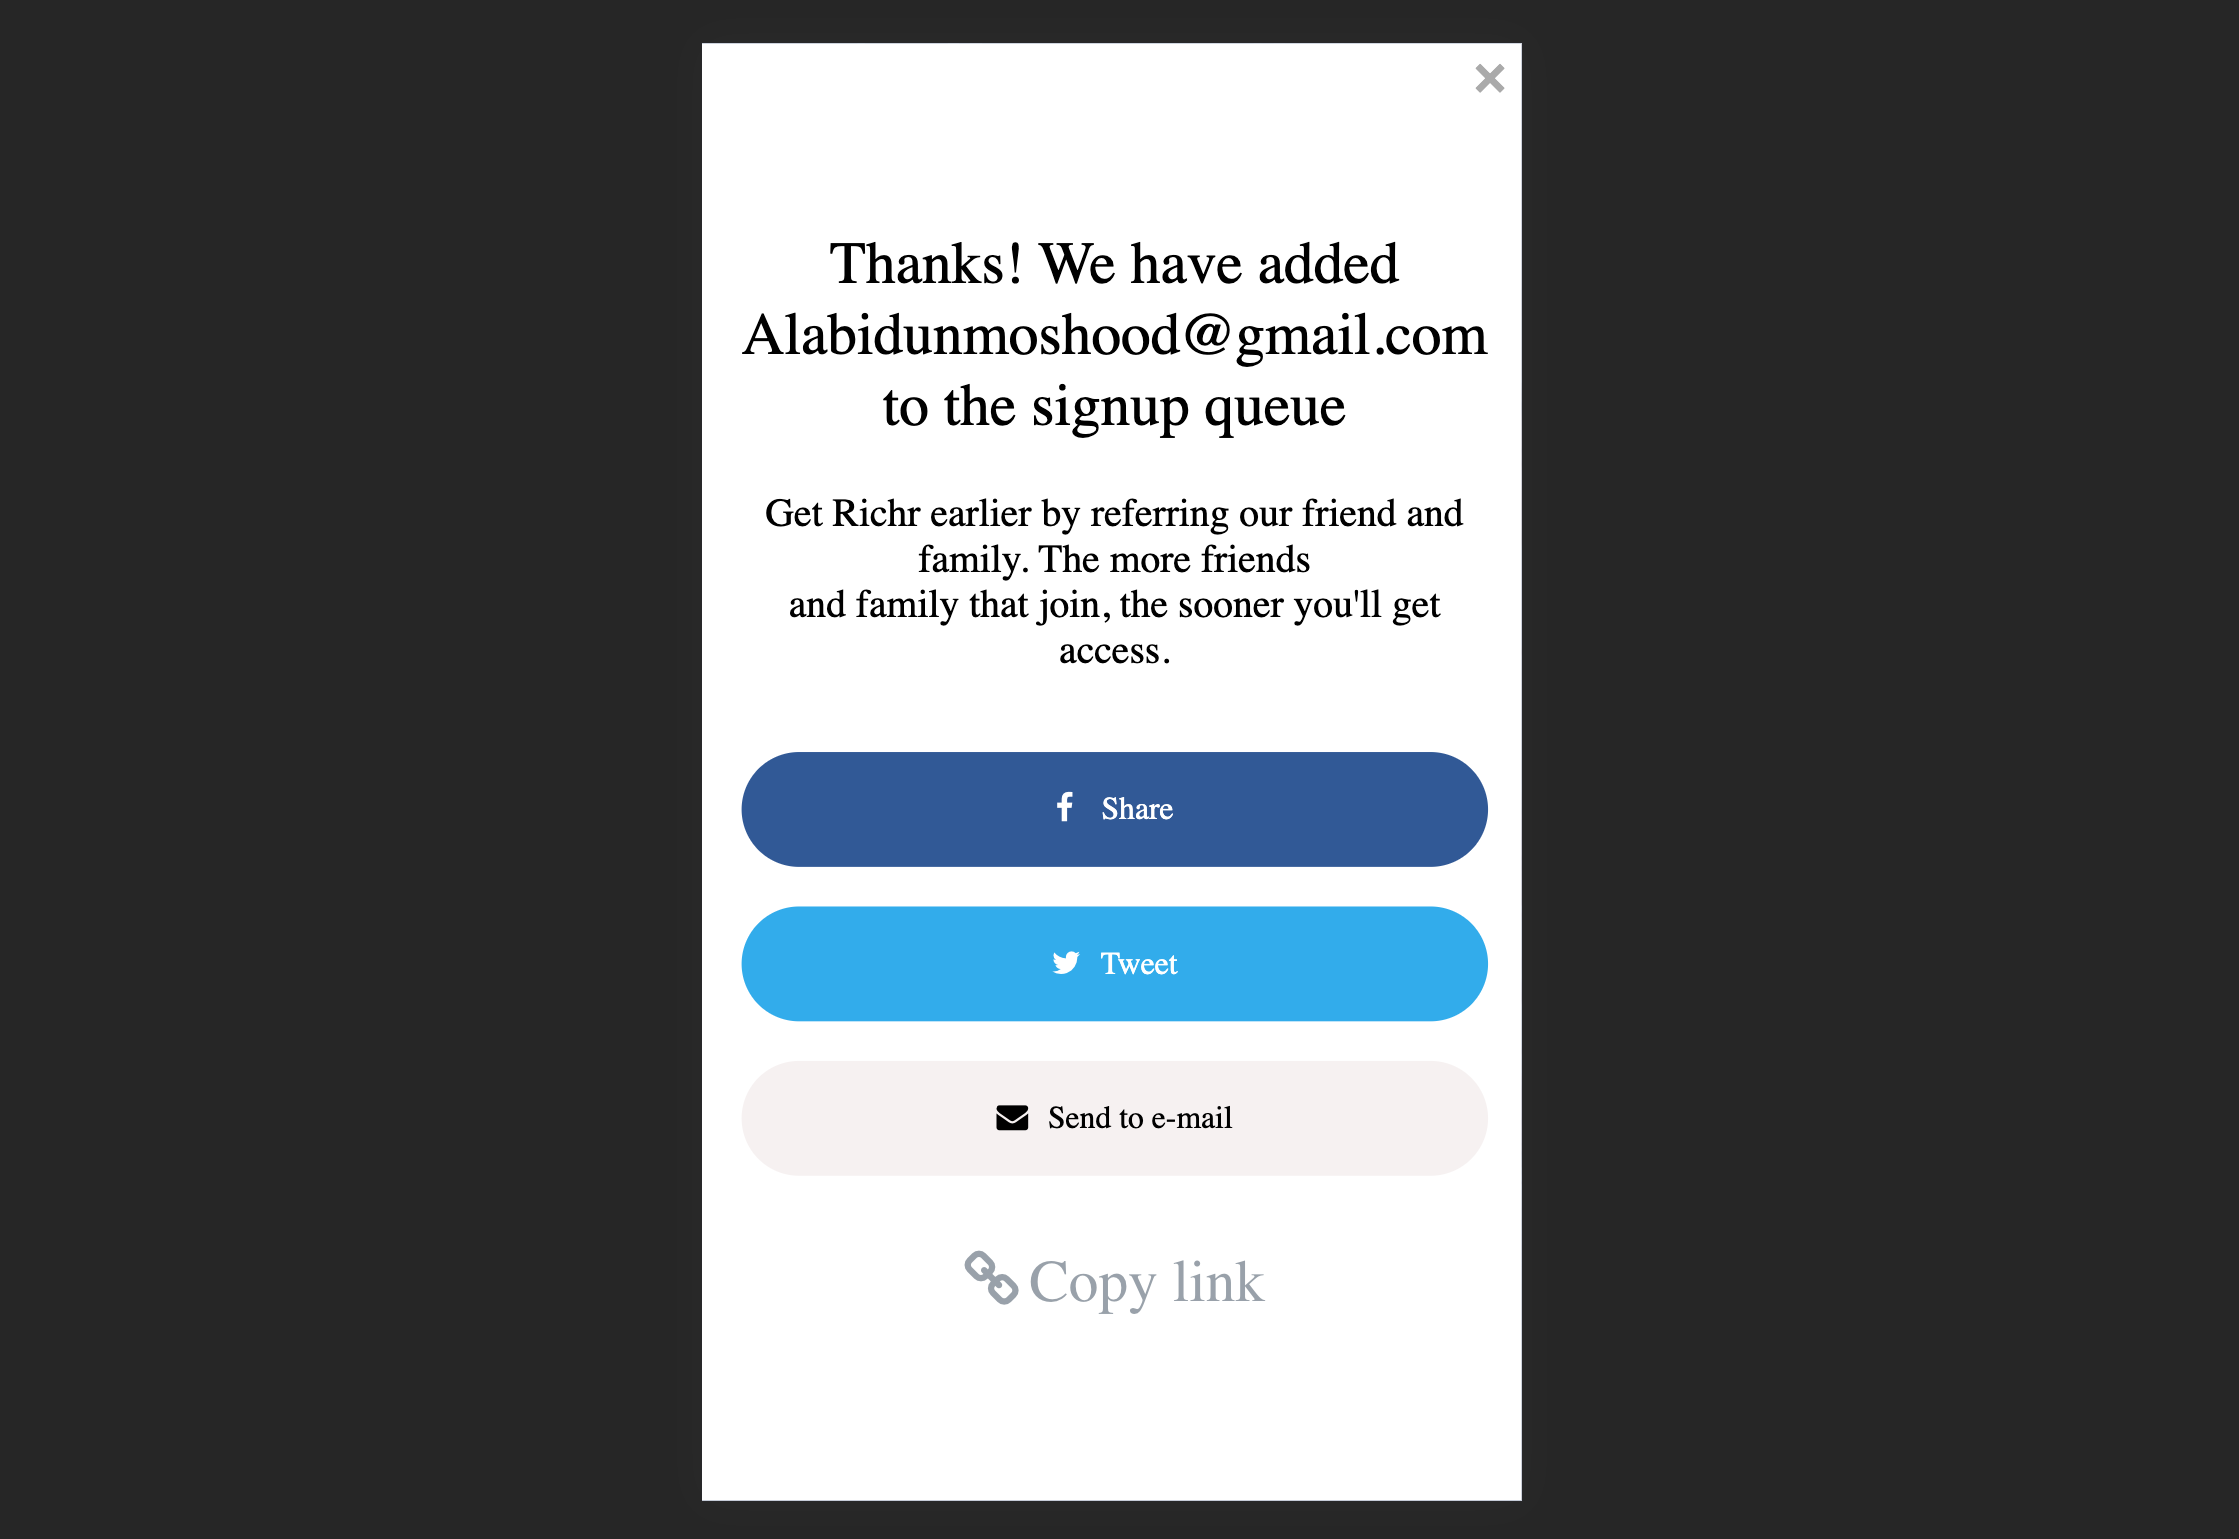 Thanks! We have added
Alabidunmoshood@gmail.com
to the signup queue
Get Richr earlier by referring our friend and
family. The more friends
and family that join, the sooner you'll get
access.
Share
Tweet
Send to e-mail
Copy link